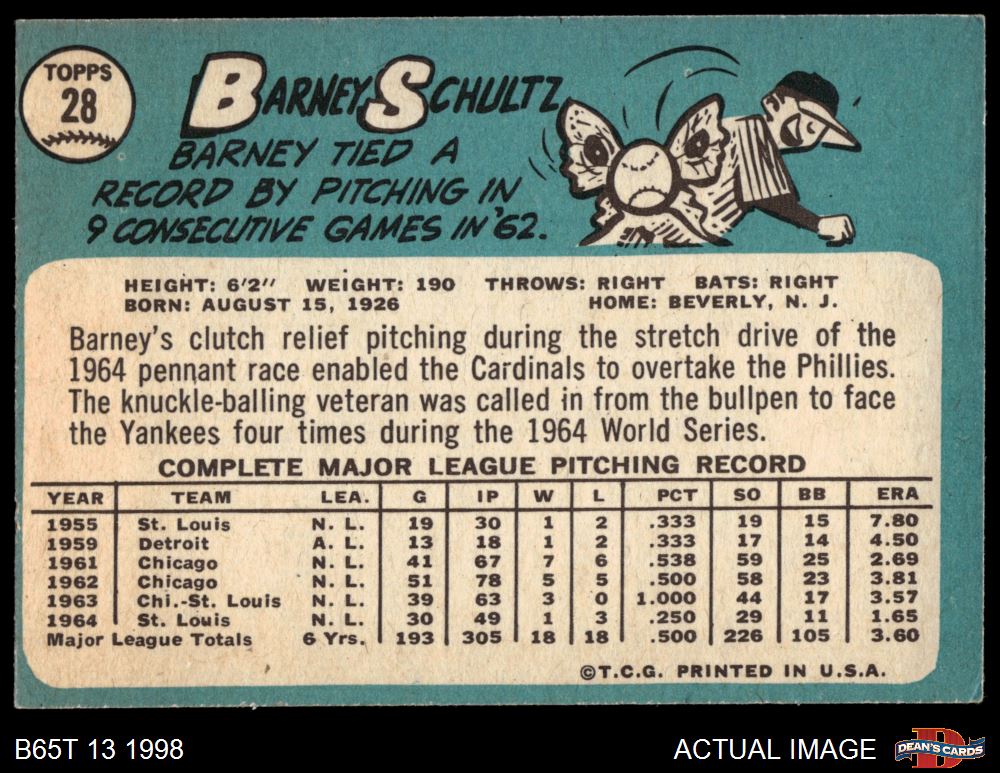 TOPPS
28
BARNEY SCHULTZ
BARNEY TIED A
RECORD BY PITCHING IN
9 CONSECUTIVE GAMES IN '62.
HEIGHT: 6'2" WEIGHT: 190 THROWS: RIGHT BATS: RIGHT
BORN: AUGUST 15, 1926 HOME: BEVERLY, N. J.
Barney's clutch relief pitching during the stretch drive of the
1964 pennant race enabled the Cardinals to overtake the Phillies.
The knuckle-balling veteran was called in from the bullpen to face
the Yankees four times during the 1964 World Series.
COMPLETE MAJOR LEAGUE PITCHING RECORD
YEAR TEAM LEA. G IP W L PCT SO BB ERA
1955 St. Louis N. L. 19 30 1 2 .333 19 15 7.80
1959 Detroit A. L. 13 18 1 2 .333 17 14 4.50
1961 Chicago N. L. 41 67 7 6 .538 59 25 2.69
1962 Chicago N. L. 51 78 5 5 .500 58 23 3.81
1963 Chi.-St. Louis N. L. 39 63 3 0 1.000 44 17 3.57
1964 St. Louis N. L. 30 49 1 3 .250 29 11 1.65
Major League Totals 6 Yrs. 193 305 18 18 .500 226 105 3.60
©T.C.G. PRINTED IN U.S.A.
B65T 13 1998 ACTUAL IMAGE
D
DEAN'S CARDS